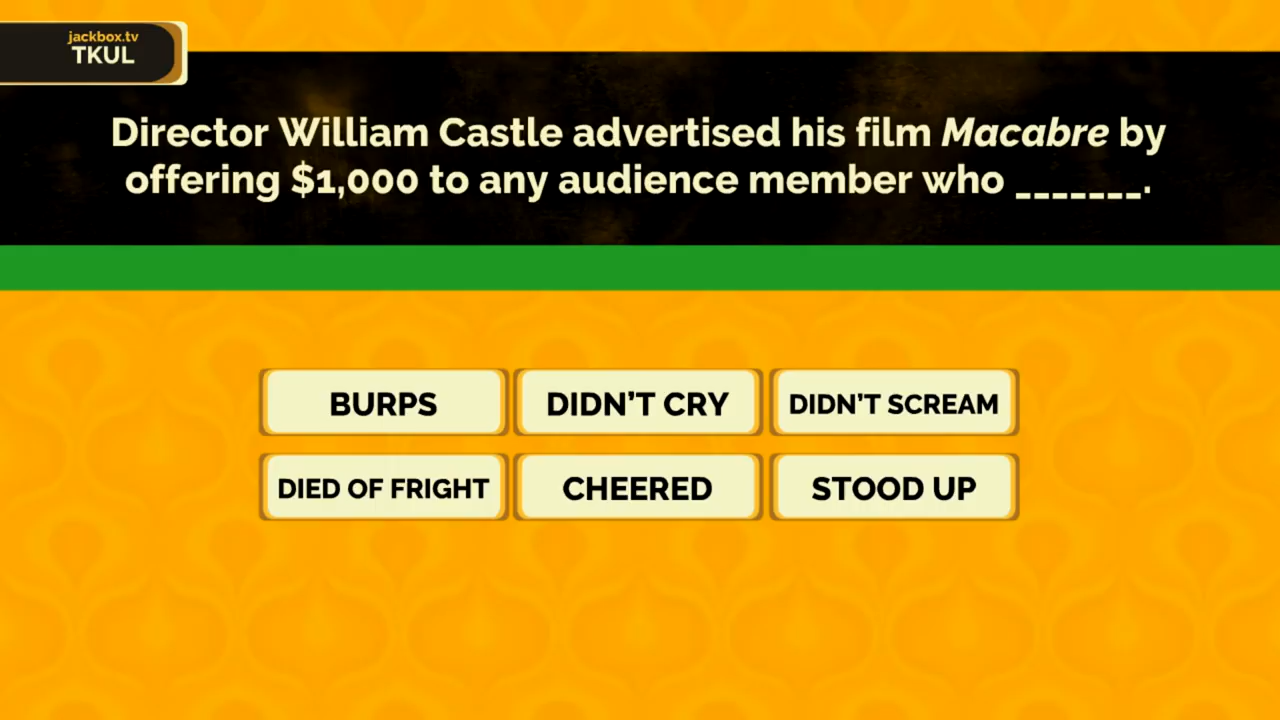 jackbox.tv
TKUL
Director William Castle advertised his film Macabre by
offering $1,000 to any audience member who _______.
BURPS
DIDN'T CRY
DIDN'T SCREAM
DIED OF FRIGHT
CHEERED
STOOD UP